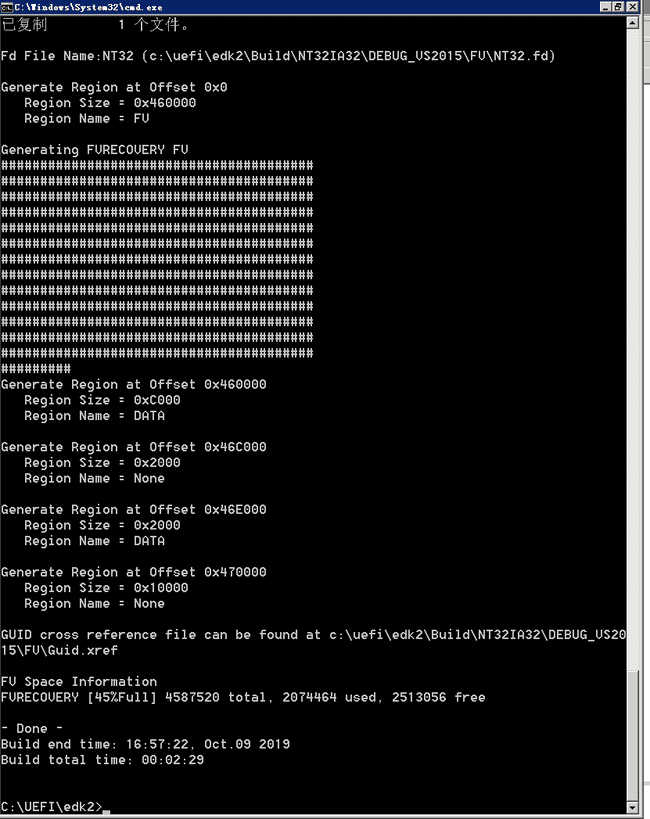 C:\Windows\System32\cmd.exe
已复制         1 个文件。
Fd File Name:NT32 (c:\uefi\edk2\Build\NT32IA32\DEBUG_VS2015\FV\NT32.fd)
Generate Region at Offset 0x0
   Region Size = 0x460000
   Region Name = FV
Generating FVRECOVERY FV
########################################
########################################
########################################
########################################
########################################
########################################
########################################
########################################
########################################
########################################
########################################
########################################
########################################
#########
Generate Region at Offset 0x460000
   Region Size = 0xC000
   Region Name = DATA
Generate Region at Offset 0x46C000
   Region Size = 0x2000
   Region Name = None
Generate Region at Offset 0x46E000
   Region Size = 0x2000
   Region Name = DATA
Generate Region at Offset 0x470000
   Region Size = 0x10000
   Region Name = None
GUID cross reference file can be found at c:\uefi\edk2\Build\NT32IA32\DEBUG_VS20
15\FV\Guid.xref
FV Space Information
FVRECOVERY [45%Full] 4587520 total, 2074464 used, 2513056 free
- Done -
Build end time: 16:57:22, Oct.09 2019
Build total time: 00:02:29
C:\UEFI\edk2>_